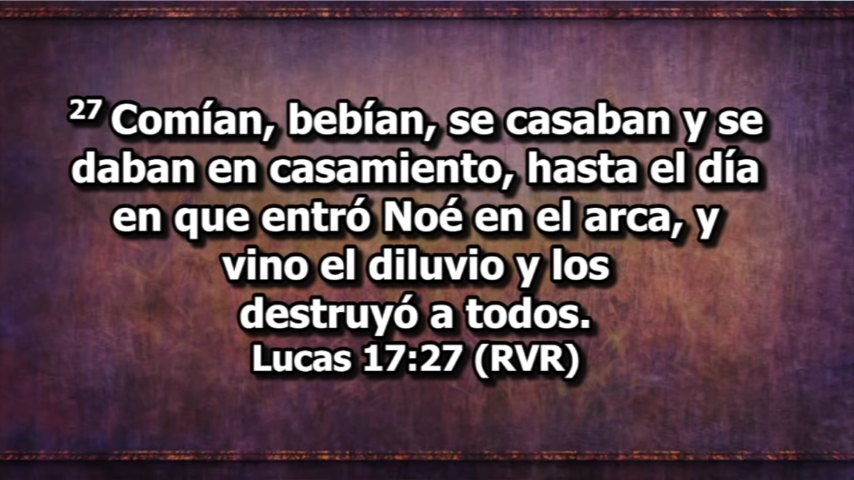 27 Comían, bebían, se casaban y se
daban en casamiento, hasta el día
en que entró Noé en el arca, y
vino el diluvio y los
destruyó a todos.
Lucas 17:27 (RVR)